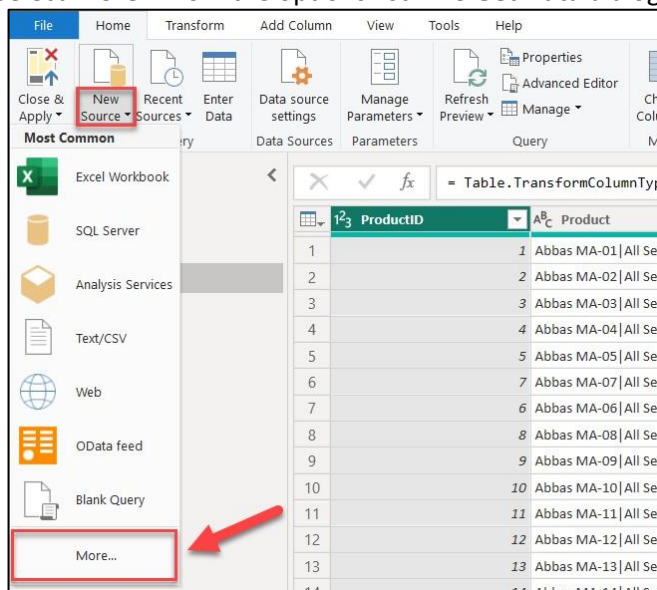 File Home Transform Add Column View Tools Help
Properties
Advanced Editor
Close & New Recent Enter Data source Manage Refresh Manage
Apply Source Sources Data settings Parameters Preview
Most Common Data Sources Parameters Query
Excel Workbook
fx = Table.TransformColumnTyp
SQL Server
1²3 ProductID ABC Product
1 1 Abbas MA-01|All Se
Analysis Services
2 2 Abbas MA-02|All Se
3 3 Abbas MA-03|All Se
Text/CSV
4 4 Abbas MA-04|All Se
5 5 Abbas MA-05|All Se
Web
6 7 Abbas MA-07|All Se
7 6 Abbas MA-06|All Se
OData feed
8 8 Abbas MA-08|All Se
9 9 Abbas MA-09|All Se
Blank Query
10 10 Abbas MA-10|All Se
11 11 Abbas MA-11|All Se
More...
12 12 Abbas MA-12|All Se
13 13 Abbas MA-13|All Se